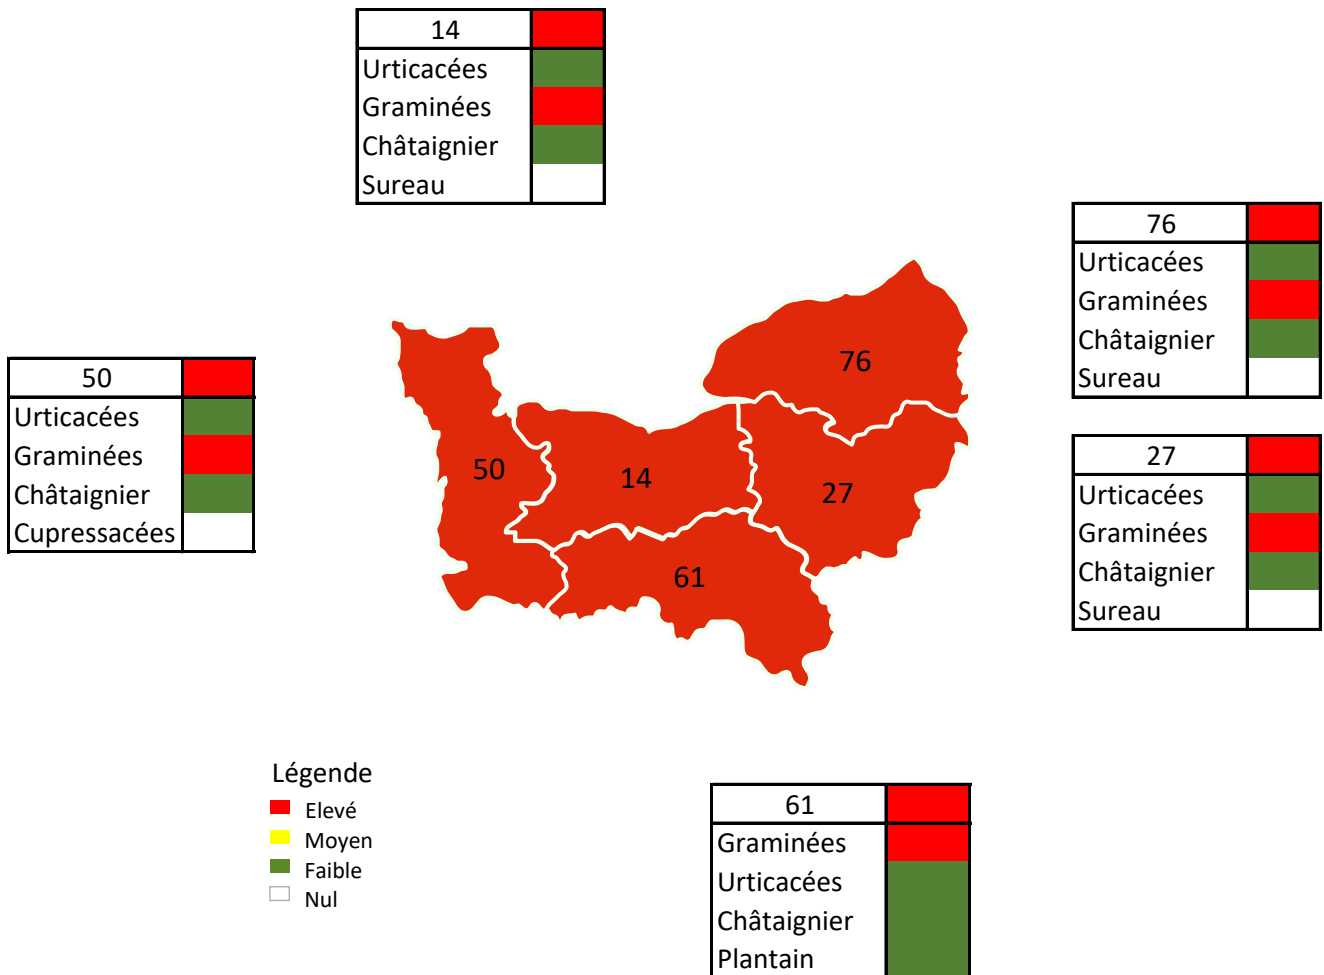 14
Urticacées
Graminées
Châtaignier
Sureau
76
Urticacées
Graminées
Châtaignier
Sureau
50
Urticacées
Graminées
Châtaignier
Cupressacées
27
Urticacées
Graminées
Châtaignier
Sureau
76
50
14
27
61
Légende
Elevé
Moyen
Faible
Nul
61
Graminées
Urticacées
Châtaignier
Plantain